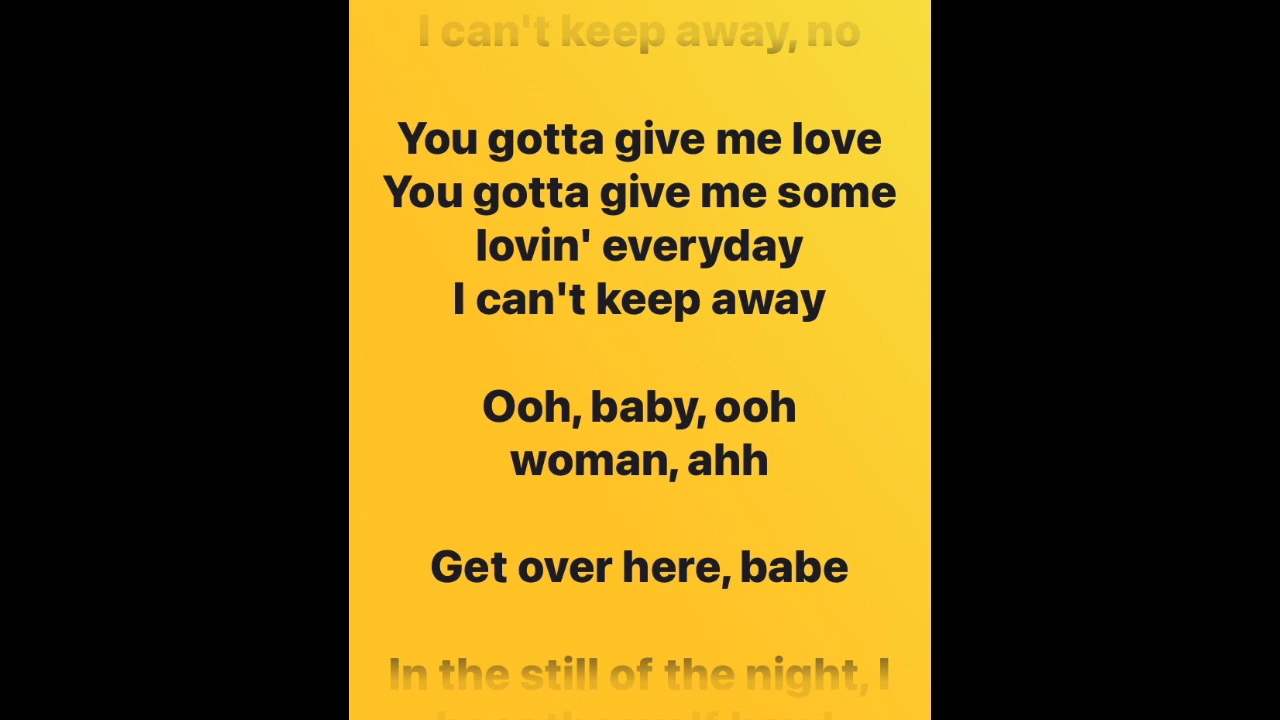 I can't keep away, no
You gotta give me love
You gotta give me some
lovin' everyday
I can't keep away
Ooh, baby, ooh
woman, ahh
Get over here, babe
In the still of the night, I